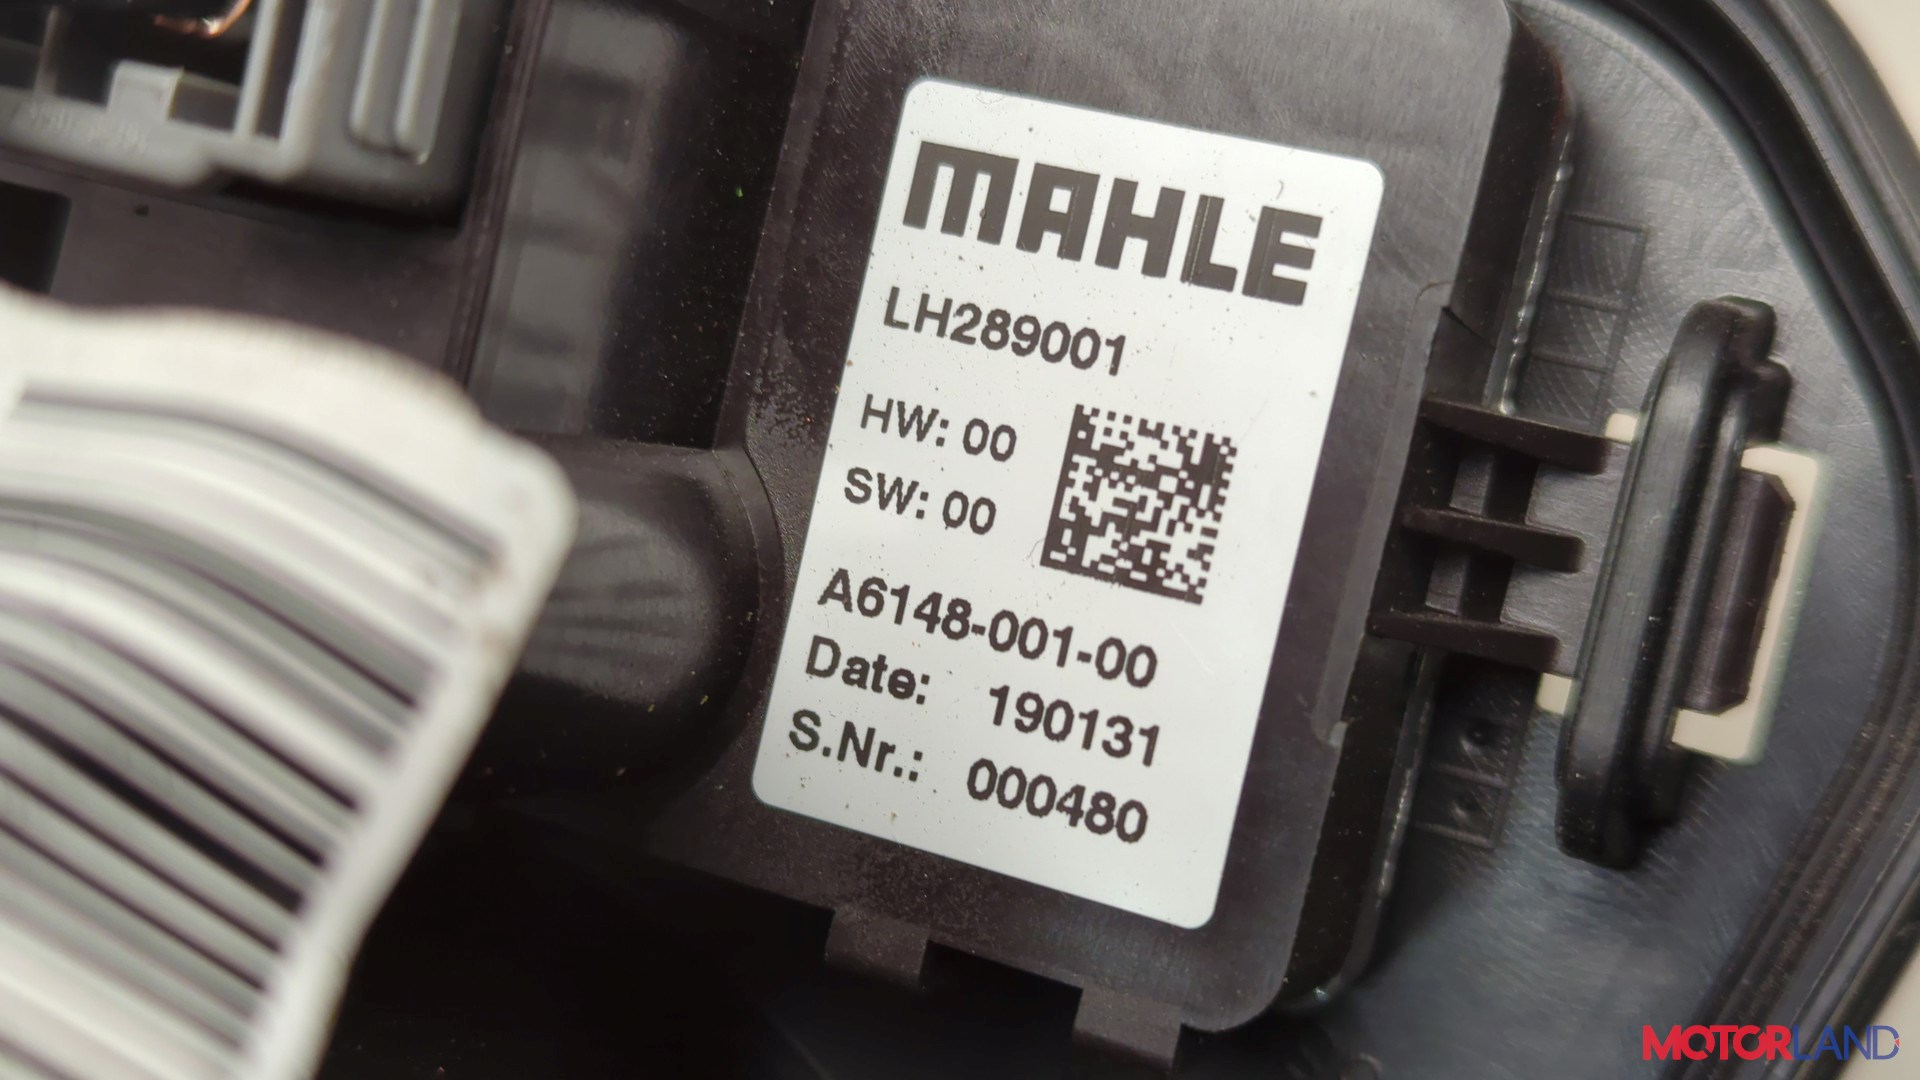 MAHLE
LH289001
HW: 00
SW: 00
A6148-001-00
Date: 190131
S.Nr.: 000480
MOTORLAND